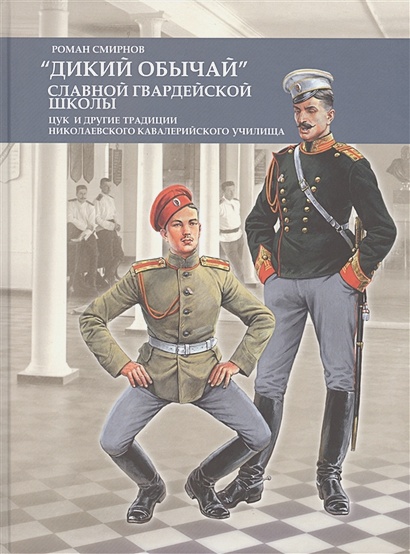 РОМАН СМИРНОВ
"ДИКИЙ ОБЫЧАЙ"
СЛАВНОЙ ГВАРДЕЙСКОЙ
ШКОЛЫ
ЦУК И ДРУГИЕ ТРАДИЦИИ
НИКОЛАЕВСКОГО КАВАЛЕРИЙСКОГО УЧИЛИЩА